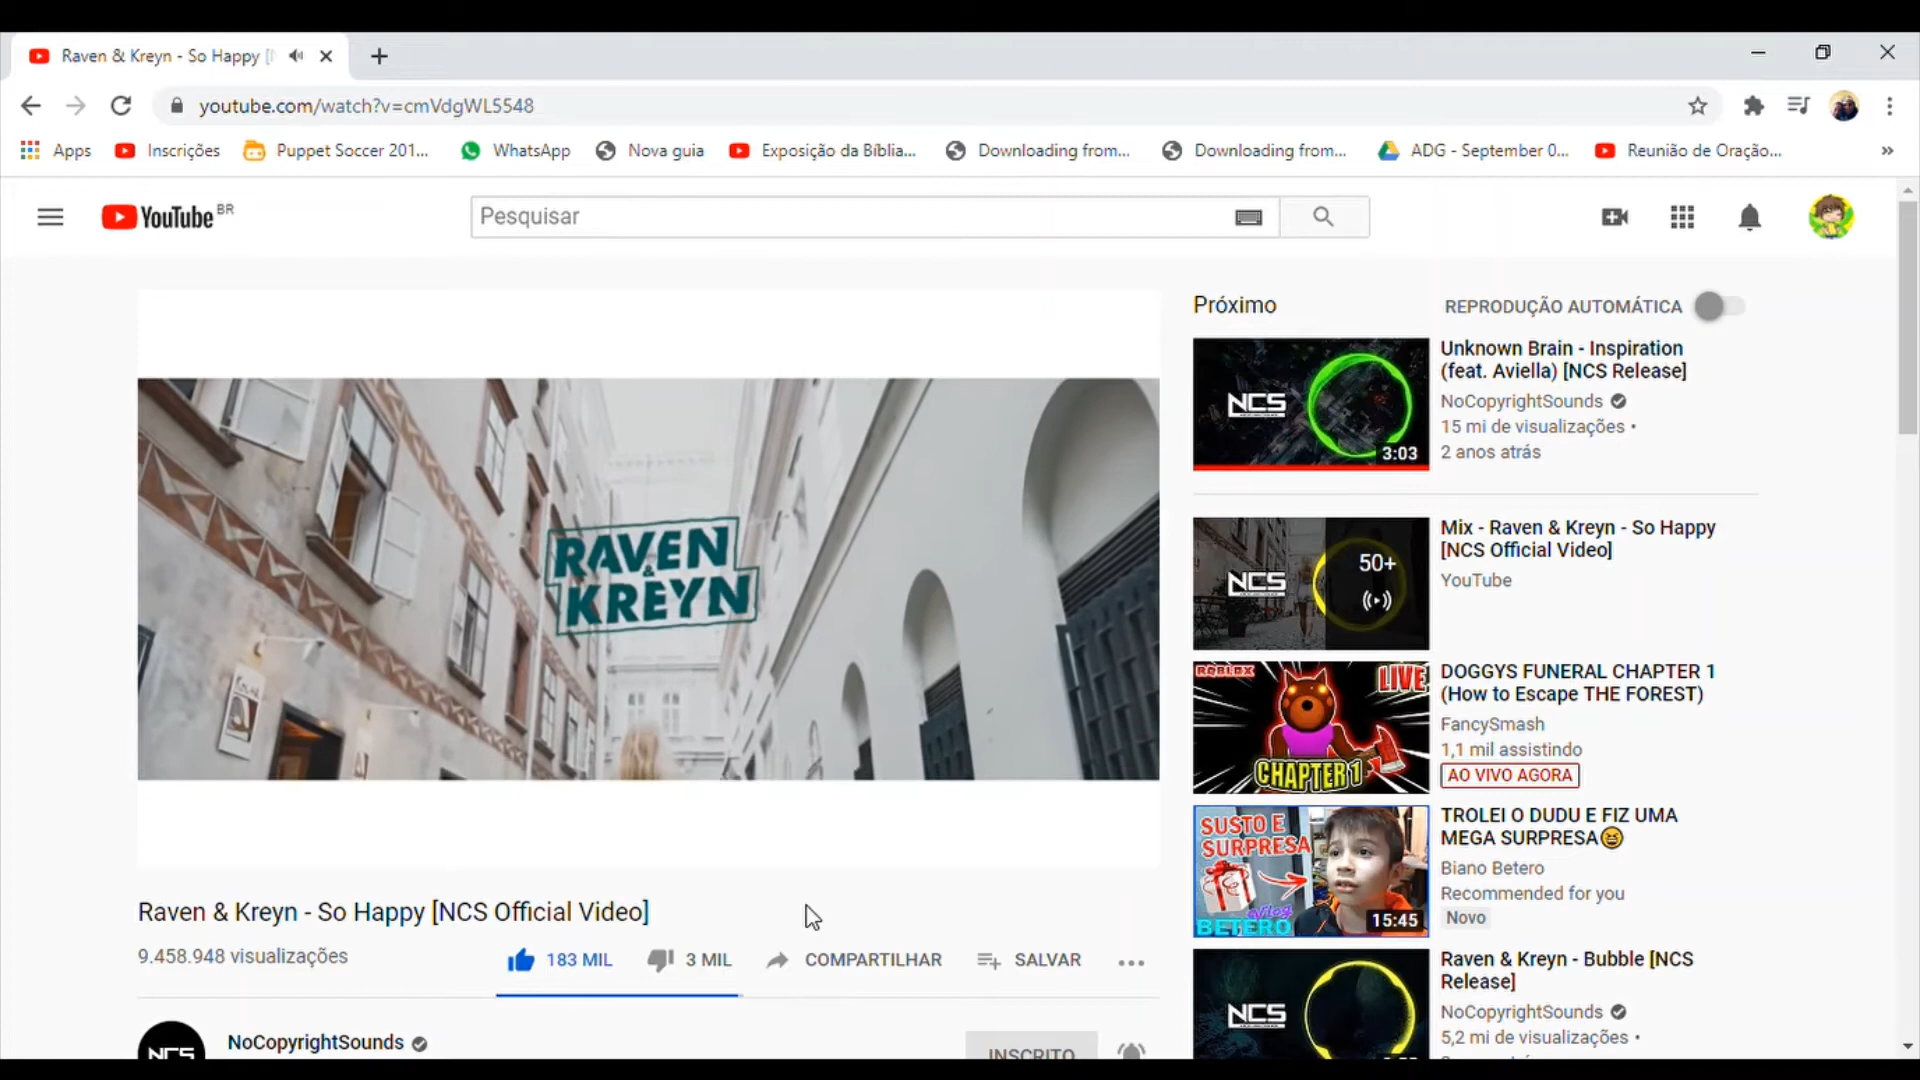 Raven & Kreyn - So Happy [
youtube.com/watch?v=cmVdgWL5548
Apps
Inscrições
Puppet Soccer 201...
WhatsApp
Nova guia
Exposição da Bíblia...
Downloading from...
Downloading from...
ADG - September 0...
Reunião de Oração...
YouTube BR
Pesquisar
RAVEN
&
KREYN
Raven & Kreyn - So Happy [NCS Official Video]
9.458.948 visualizações
183 MIL
3 MIL
COMPARTILHAR
SALVAR
NCS
NoCopyrightSounds
INSCRITO
Próximo
REPRODUÇÃO AUTOMÁTICA
NCS
3:03
Unknown Brain - Inspiration
(feat. Aviella) [NCS Release]
NoCopyrightSounds
15 mi de visualizações •
2 anos atrás
NCS
50+
Mix - Raven & Kreyn - So Happy
[NCS Official Video]
YouTube
ROBLOX
LIVE
CHAPTER 1
DOGGYS FUNERAL CHAPTER 1
(How to Escape THE FOREST)
FancySmash
1,1 mil assistindo
AO VIVO AGORA
SUSTO E
SURPRESA
Vlog
BETERO
15:45
TROLEI O DUDU E FIZ UMA
MEGA SURPRESA😆
Biano Betero
Recommended for you
Novo
NCS
Raven & Kreyn - Bubble [NCS
Release]
NoCopyrightSounds
5,2 mi de visualizações •